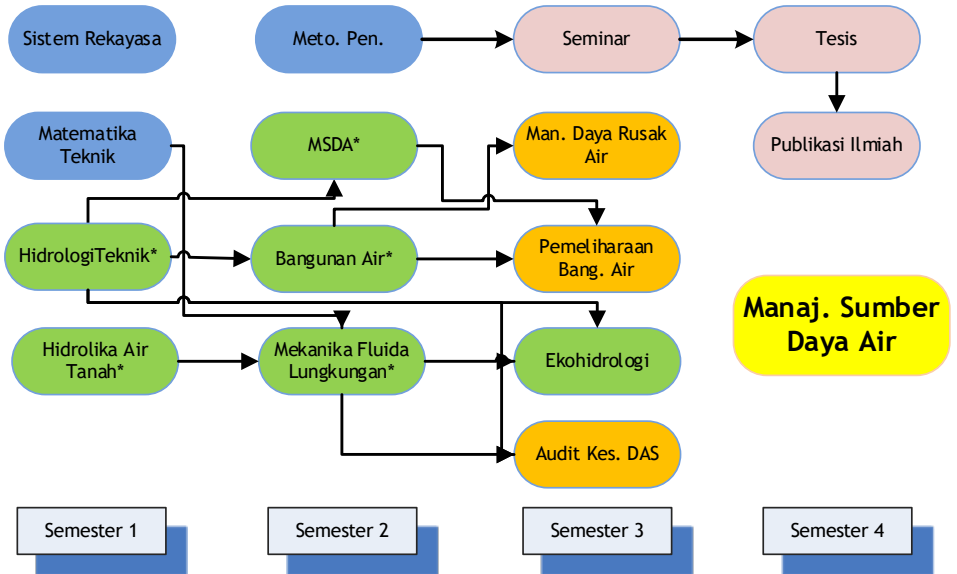 Sistem Rekayasa
Meto. Pen.
Seminar
Tesis
Matematika
Teknik
MSDA*
Man. Daya Rusak
Air
Publikasi Ilmiah
HidrologiTeknik*
Bangunan Air*
Pemeliharaan
Bang. Air
Manaj. Sumber
Daya Air
Hidrolika Air
Tanah*
Mekanika Fluida
Lungkungan*
Ekohidrologi
Audit Kes. DAS
Semester 1
Semester 2
Semester 3
Semester 4